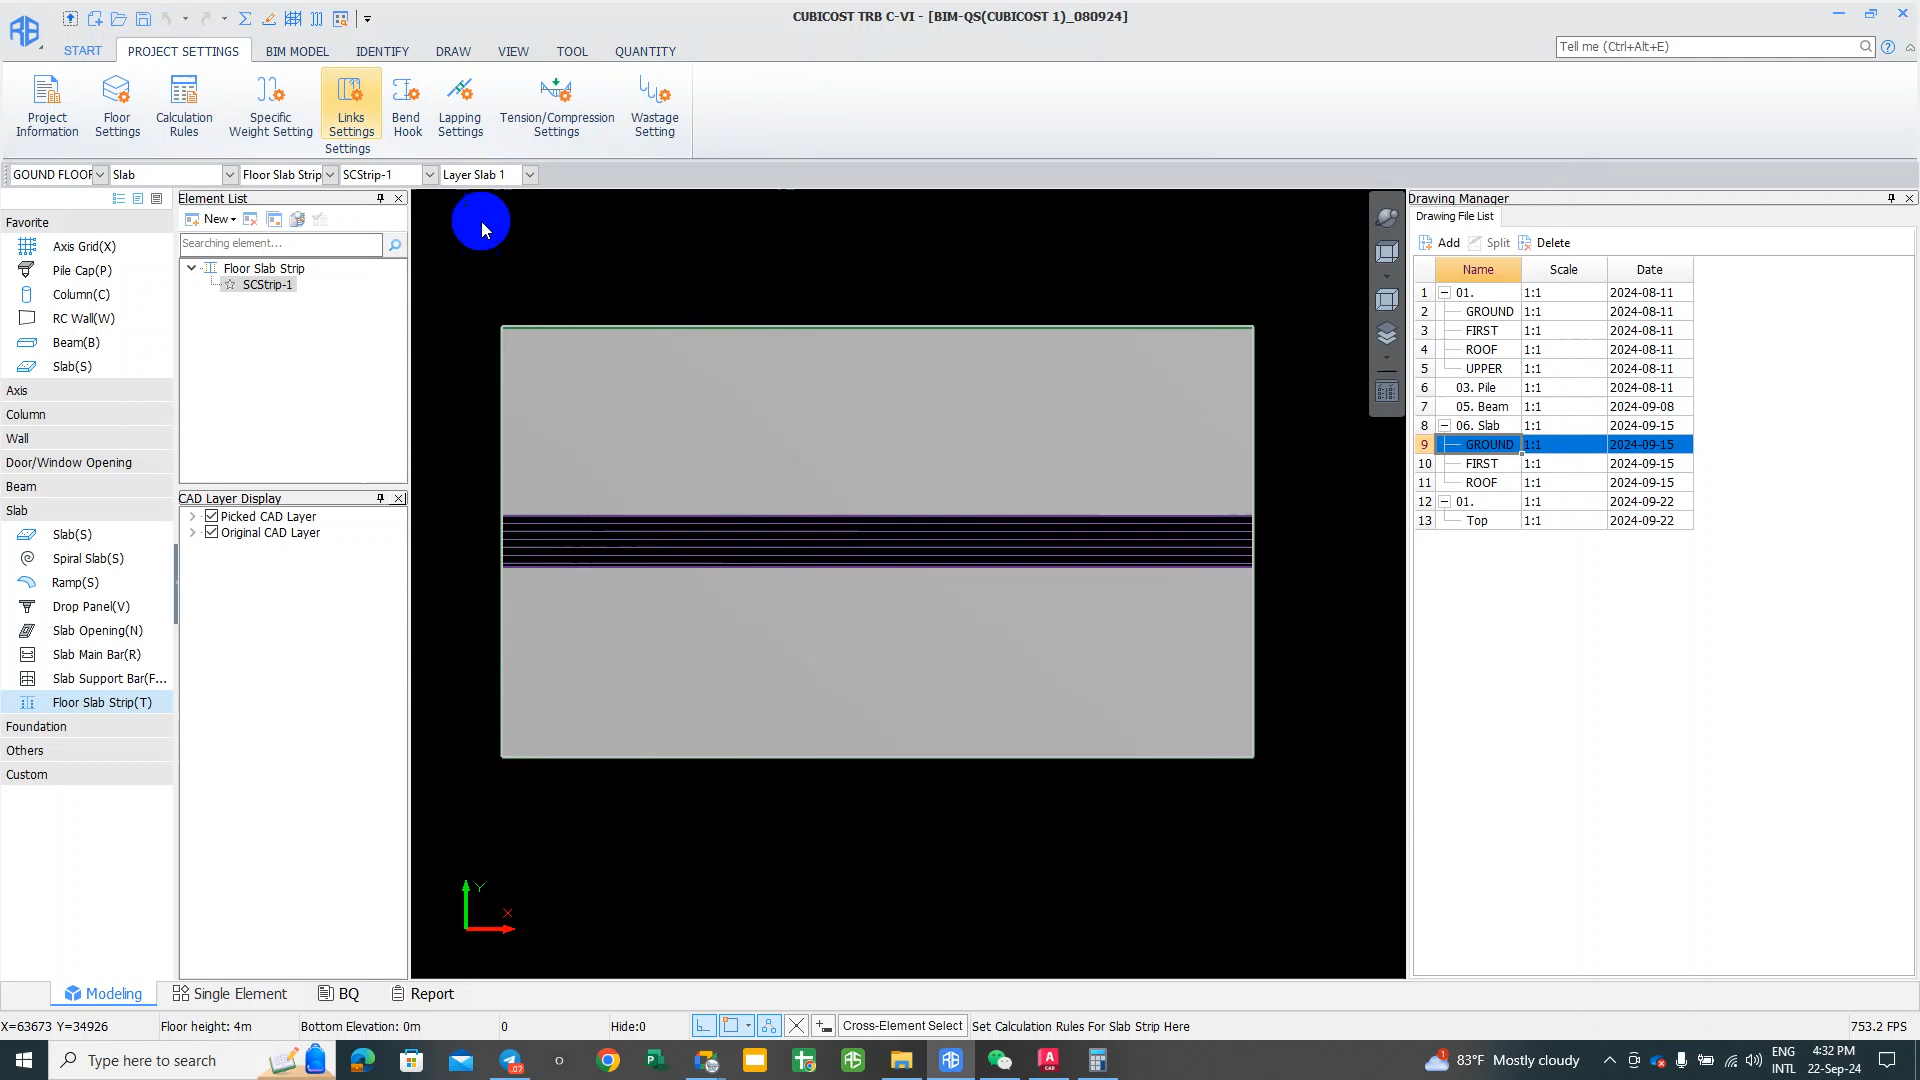 CUBICOST TRB C-VI - [BIM-QS(CUBICOST 1)_080924]
START PROJECT SETTINGS BIM MODEL IDENTIFY DRAW VIEW TOOL QUANTITY
Tell me (Ctrl+Alt+E)
Project Information
Floor Settings
Calculation Rules
Specific Weight Setting
Links Settings
Bend Hook
Lapping Settings
Tension/Compression Settings
Wastage Setting
Settings
GOUND FLOOR Slab Floor Slab Strip SCStrip-1 Layer Slab 1
Favorite
Axis Grid(X)
Pile Cap(P)
Column(C)
RC Wall(W)
Beam(B)
Slab(S)
Axis
Column
Wall
Door/Window Opening
Beam
Slab
Slab(S)
Spiral Slab(S)
Ramp(S)
Drop Panel(V)
Slab Opening(N)
Slab Main Bar(R)
Slab Support Bar(F...
Floor Slab Strip(T)
Foundation
Others
Custom
Element List
New
Searching element...
Floor Slab Strip
SCStrip-1
CAD Layer Display
Picked CAD Layer
Original CAD Layer
Y
X
Drawing Manager
Drawing File List
Add Split Delete
Name Scale Date
1 01. 1:1 2024-08-11
2 GROUND 1:1 2024-08-11
3 FIRST 1:1 2024-08-11
4 ROOF 1:1 2024-08-11
5 UPPER 1:1 2024-08-11
6 03. Pile 1:1 2024-08-11
7 05. Beam 1:1 2024-09-08
8 06. Slab 1:1 2024-09-15
9 GROUND 1:1 2024-09-15
10 FIRST 1:1 2024-09-15
11 ROOF 1:1 2024-09-15
12 01. 1:1 2024-09-22
13 Top 1:1 2024-09-22
Modeling Single Element BQ Report
X=63673 Y=34926 Floor height: 4m Bottom Elevation: 0m 0 Hide:0 Cross-Element Select Set Calculation Rules For Slab Strip Here 753.2 FPS
Type here to search
83°F Mostly cloudy
ENG
INTL
4:32 PM
22-Sep-24